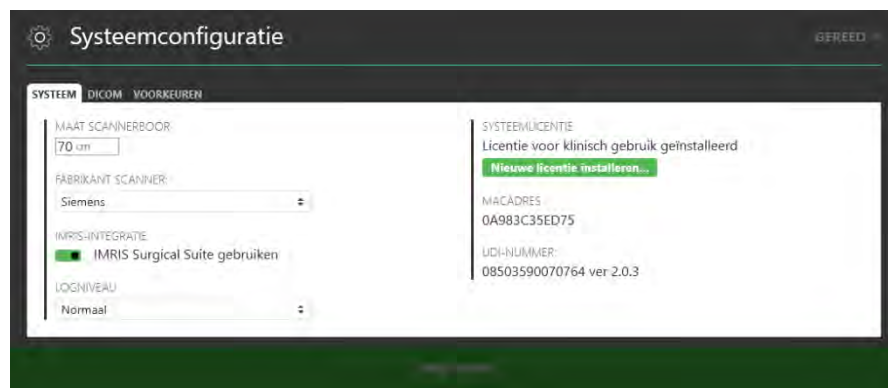 Systeemconfiguratie
GEREED
SYSTEEM DICOM VOORKEUREN
MAAT SCANNERBOOR
70 cm
FABRIKANT SCANNER
Siemens
IMRIS-INTEGRATIE
IMRIS Surgical Suite gebruiken
LOGNIVEAU
Normaal
SYSTEEMLICENTIE
Licentie voor klinisch gebruik geïnstalleerd
Nieuwe licentie installeren...
MACADRES
0A983C35ED75
UDI-NUMMER
08503590070764 ver 2.0.3